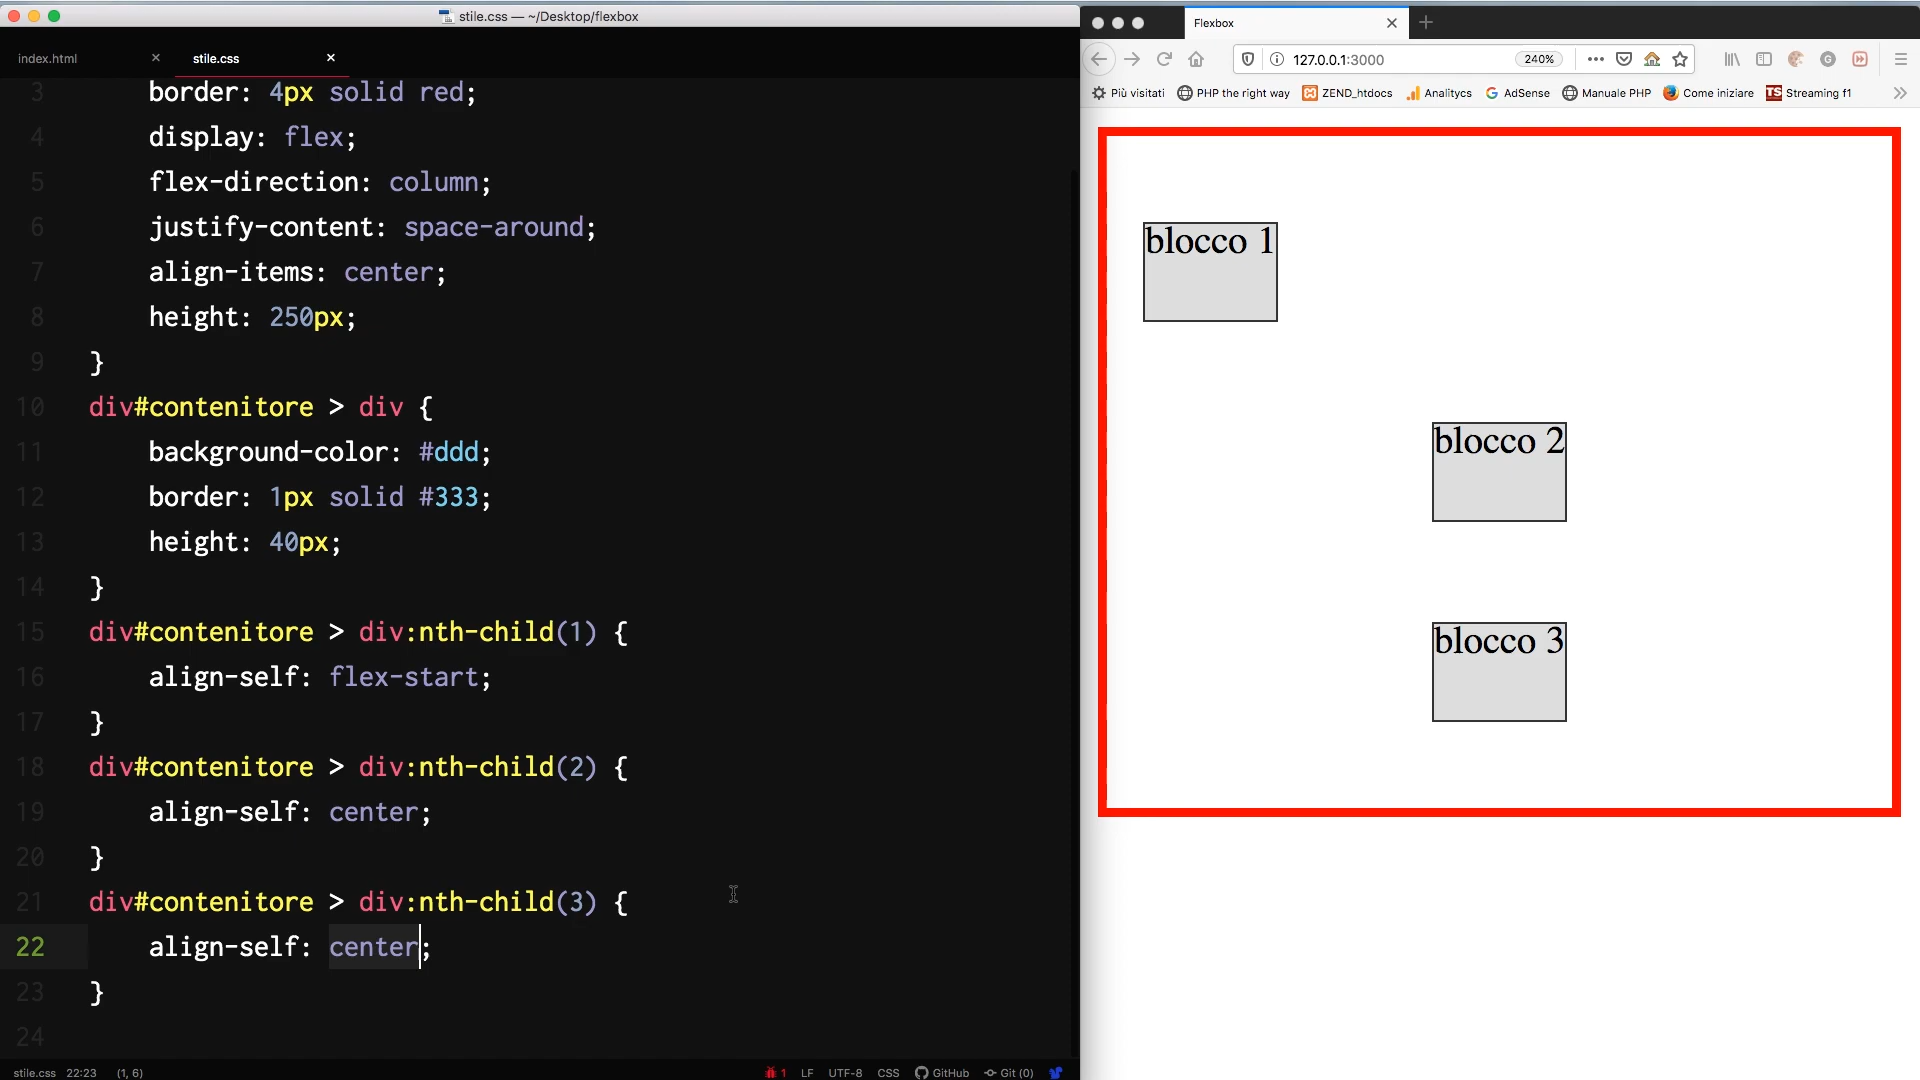 stile.css — ~/Desktop/flexbox
index.html
stile.css
3 border: 4px solid red;
4 display: flex;
5 flex-direction: column;
6 justify-content: space-around;
7 align-items: center;
8 height: 250px;
9 }
10 div#contenitore > div {
11 background-color: #ddd;
12 border: 1px solid #333;
13 height: 40px;
14 }
15 div#contenitore > div:nth-child(1) {
16 align-self: flex-start;
17 }
18 div#contenitore > div:nth-child(2) {
19 align-self: center;
20 }
21 div#contenitore > div:nth-child(3) {
22 align-self: center;
23 }
24
stile.css 22:23 (1, 6)
1 LF UTF-8 CSS GitHub Git (0)
Flexbox
127.0.0.1:3000 240%
Più visitati PHP the right way ZEND_htdocs Analitycs AdSense Manuale PHP Come iniziare TS Streaming f1
blocco 1
blocco 2
blocco 3